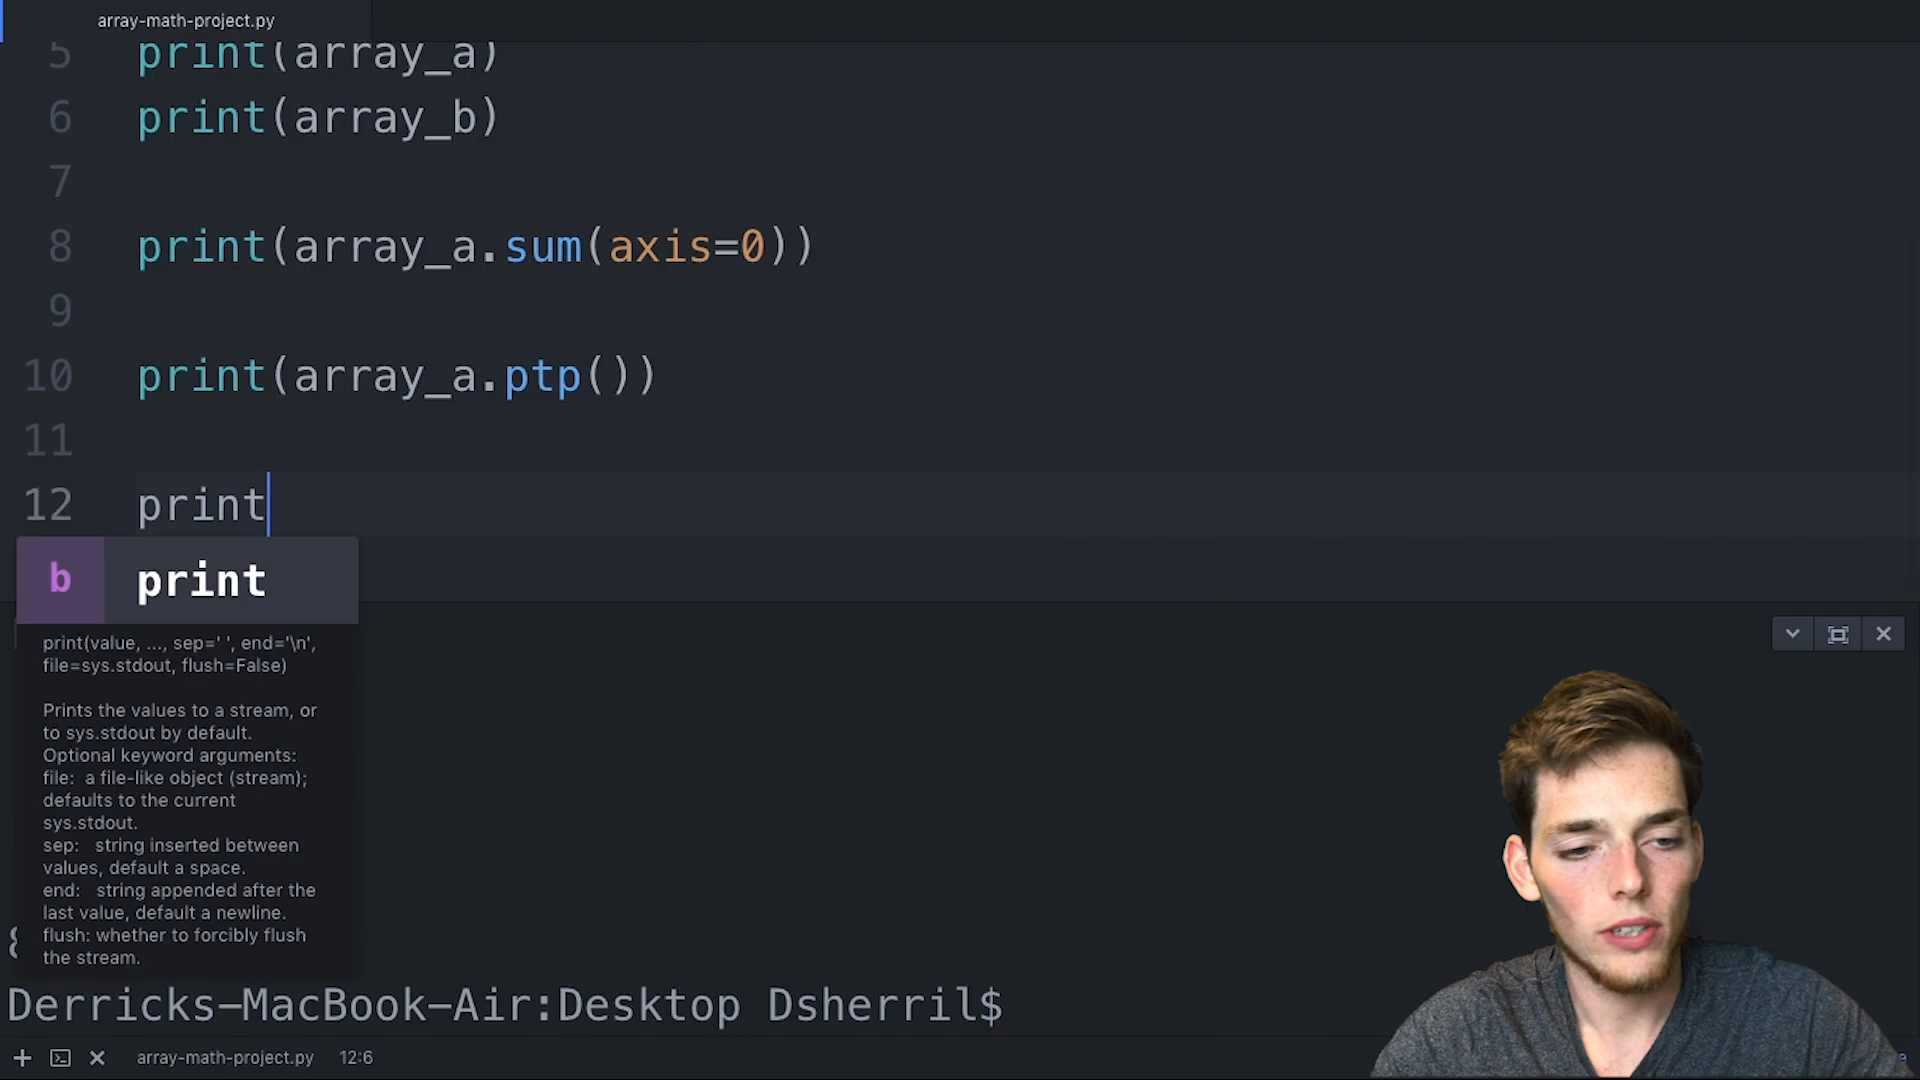 array-math-project.py
5 print(array_a)
6 print(array_b)
7
8 print(array_a.sum(axis=0))
9
10 print(array_a.ptp())
11
12 print
b print
print(value, ..., sep=' ', end='\n',
file=sys.stdout, flush=False)
Prints the values to a stream, or
to sys.stdout by default.
Optional keyword arguments:
file:  a file-like object (stream);
defaults to the current
sys.stdout.
sep:   string inserted between
values, default a space.
end:   string appended after the
last value, default a newline.
flush: whether to forcibly flush
the stream.
Derricks-MacBook-Air:Desktop Dsherril$
array-math-project.py 12:6